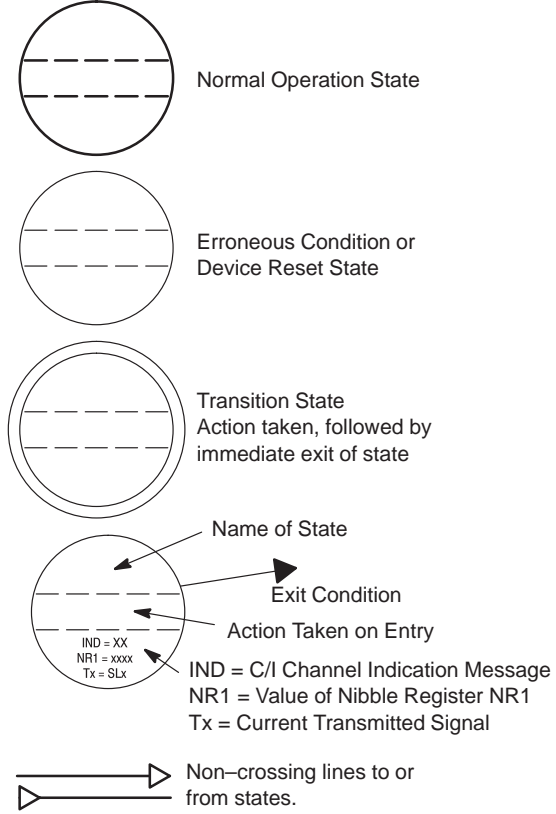 Normal Operation State
Erroneous Condition or
Device Reset State
Transition State
Action taken, followed by
immediate exit of state
Name of State
Exit Condition
Action Taken on Entry
IND = XX
NR1 = xxxx
Tx = SLx
IND = C/I Channel Indication Message
NR1 = Value of Nibble Register NR1
Tx = Current Transmitted Signal
Non–crossing lines to or
from states.